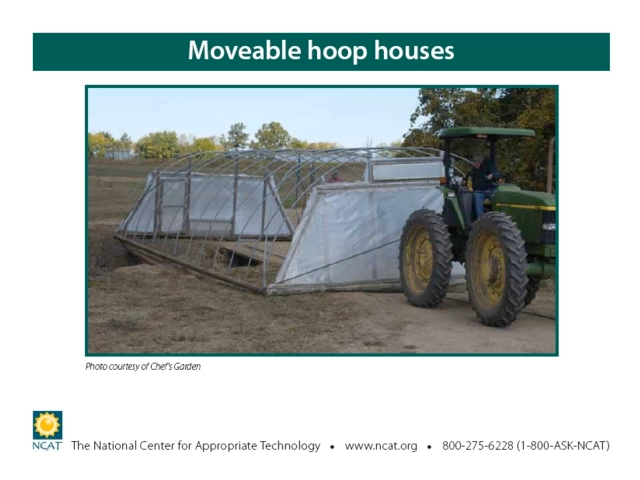 Moveable hoop houses
Photo courtesy of Chef's Garden
NCAT The National Center for Appropriate Technology • www.ncat.org • 800-275-6228 (1-800-ASK-NCAT)